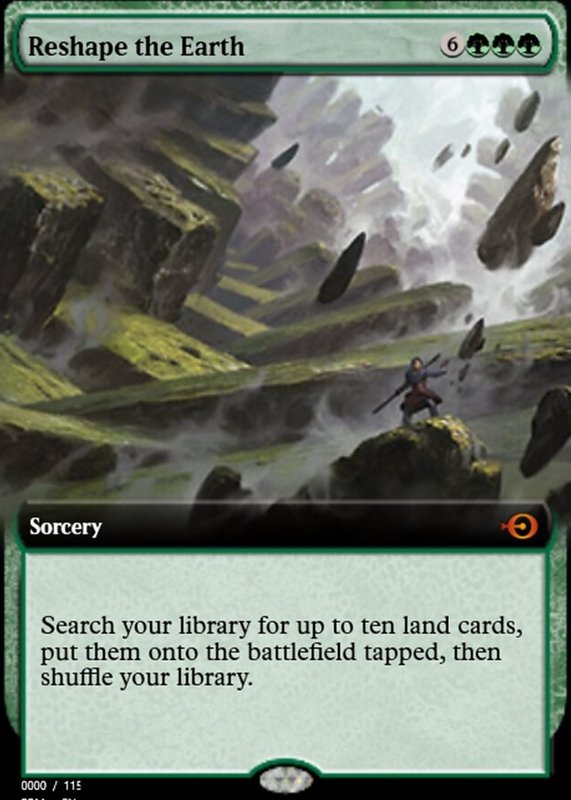 Reshape the Earth 6
Sorcery
Search your library for up to ten land cards,
put them onto the battlefield tapped, then
shuffle your library.
0000 / 115